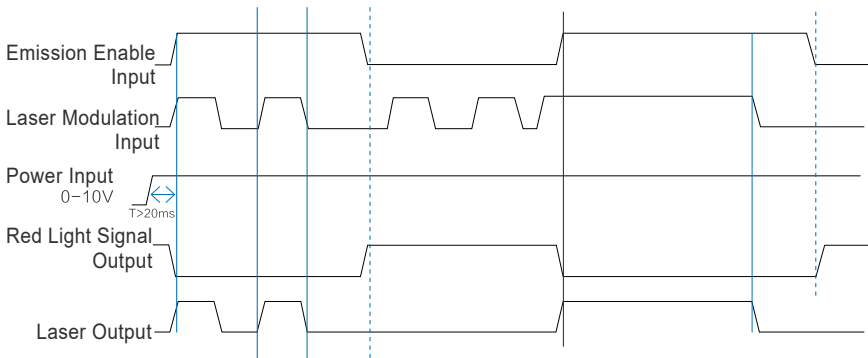 Emission Enable
Input
Laser Modulation
Input
Power Input
0-10V
T>20ms
Red Light Signal
Output
Laser Output